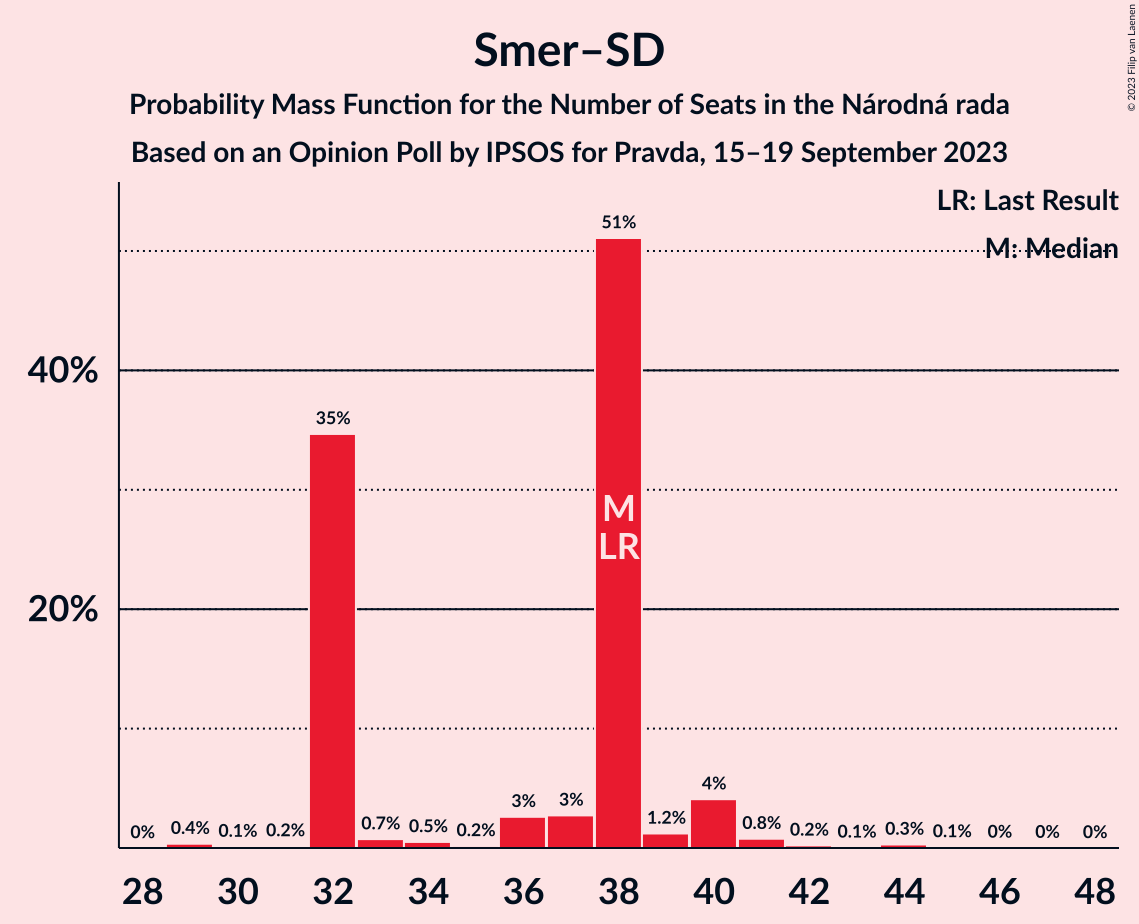 Smer–SD
Probability Mass Function for the Number of Seats in the Národná rada
Based on an Opinion Poll by IPSOS for Pravda, 15–19 September 2023
© 2023 Filip van Laenen
LR: Last Result
M: Median
40%
20%
0%
0.4%
0.1%
0.2%
35%
0.7%
0.5%
0.2%
3%
3%
51%
1.2%
4%
0.8%
0.2%
0.1%
0.3%
0.1%
0%
0%
0%
M
LR
28 30 32 34 36 38 40 42 44 46 48